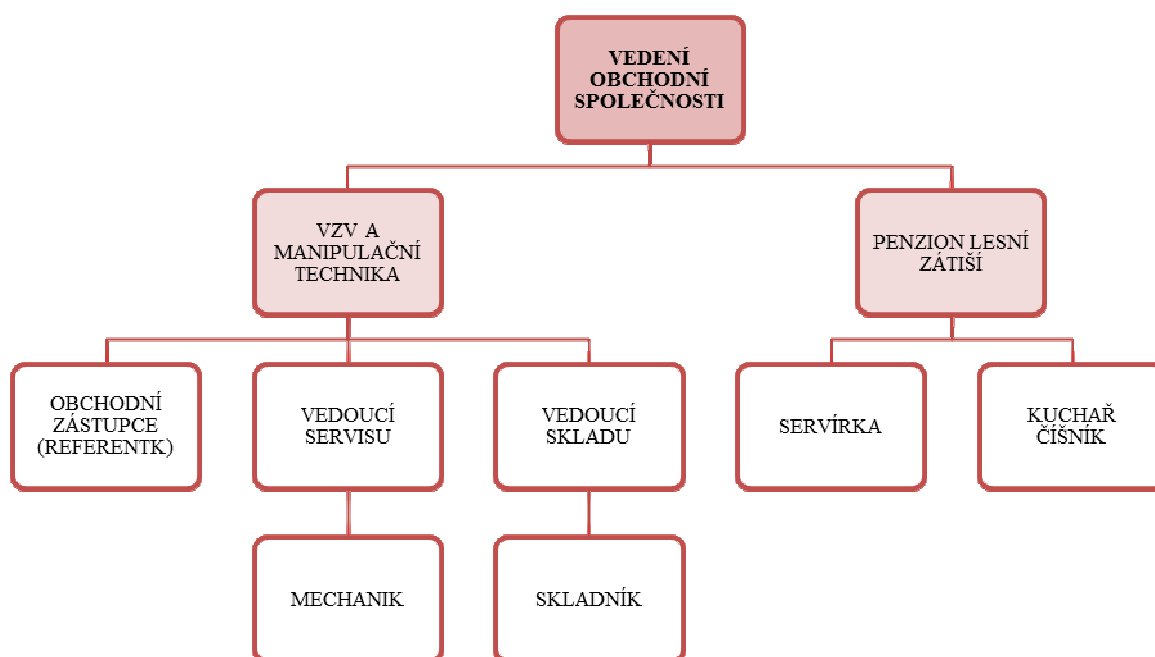 VEDENÍ
OBCHODNÍ
SPOLEČNOSTI
VZV A
MANIPULAČNÍ
TECHNIKA
PENZION LESNÍ
ZÁTIŠÍ
OBCHODNÍ
ZÁSTUPCE
(REFERENTK)
VEDOUCÍ
SERVISU
VEDOUCÍ
SKLADU
SERVÍRKA
KUCHAŘ
ČÍŠNÍK
MECHANIK
SKLADNÍK